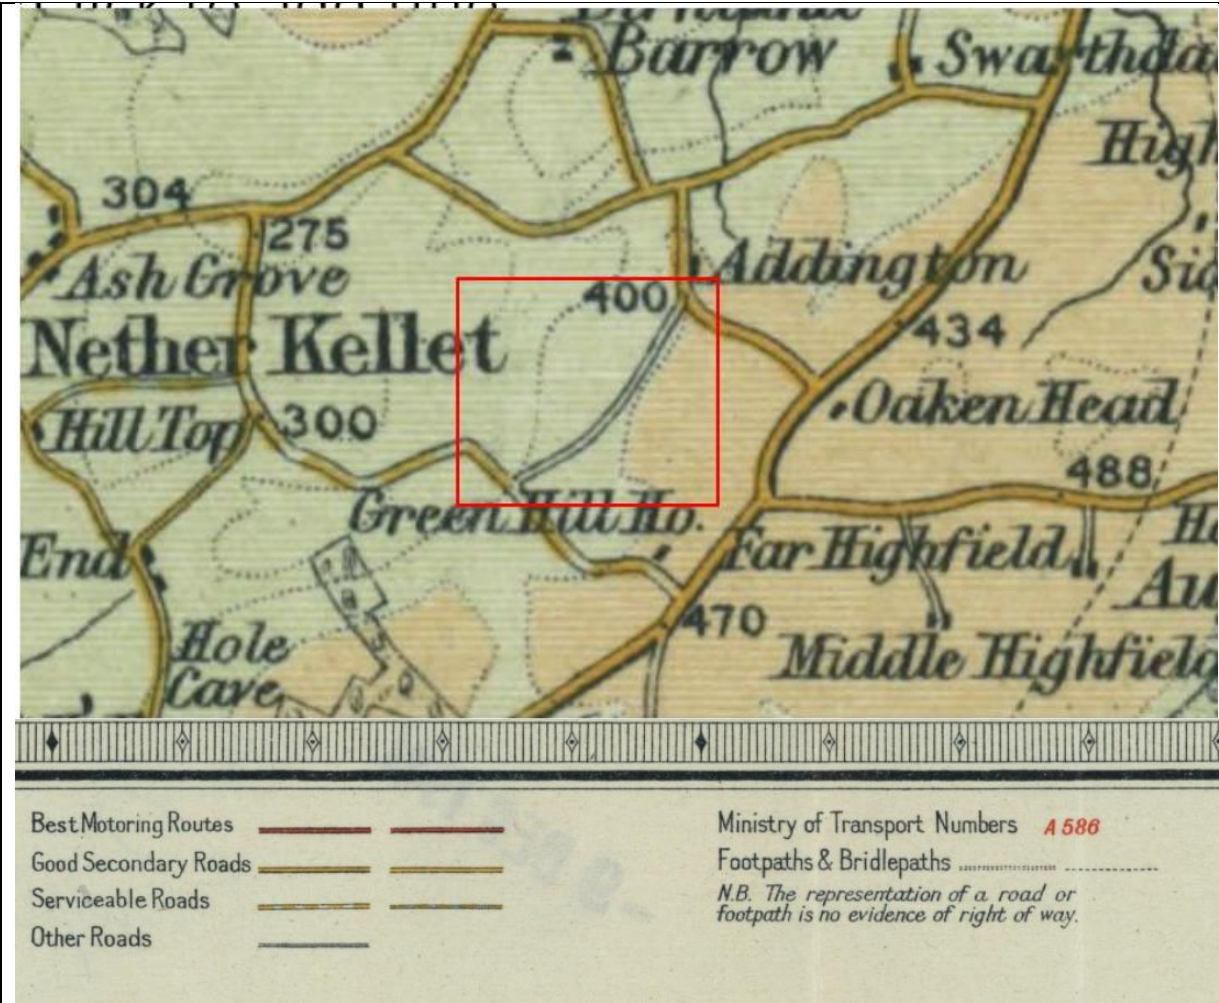 Barrow
Swarthda
High
304
275
Addington
Sid
Ash Grove
400
434
Nether Kellet
Oaken Head
Hill Top
300
488
Green Hill Ho.
Far Highfield
Ho
End
Au
470
Hole
Cave
Middle Highfield
Best Motoring Routes
Good Secondary Roads
Serviceable Roads
Other Roads
Ministry of Transport Numbers A 586
Footpaths & Bridlepaths
N.B. The representation of a road or
footpath is no evidence of right of way.